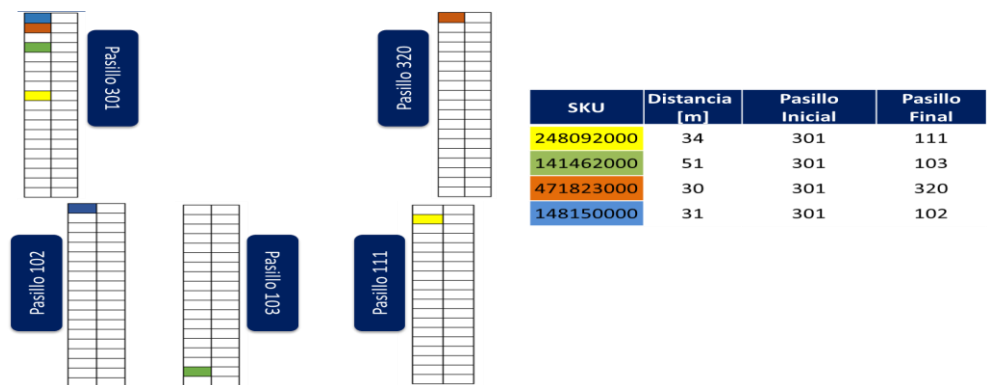 Pasillo 301
Pasillo 320
Pasillo 102
Pasillo 103
Pasillo 111
SKU Distancia [m] Pasillo Inicial Pasillo Final
248092000 34 301 111
141462000 51 301 103
471823000 30 301 320
148150000 31 301 102